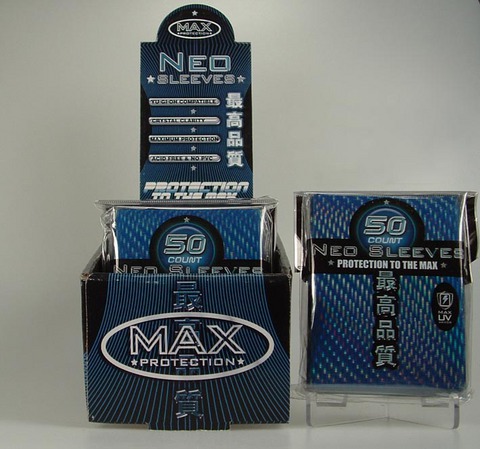 MAX
PROTECTION
NEO
SLEEVES
YU-GI-OH COMPATIBLE
CRYSTAL CLARITY
MAXIMUM PROTECTION
ACID FREE & NO PVC
最高品質
PROTECTION
TO THE MAX
50
COUNT
NEO SLEEVES
最
MAX
PROTECTION
質
50
COUNT
NEO SLEEVES
PROTECTION TO THE MAX
最高品質
MAX
UV